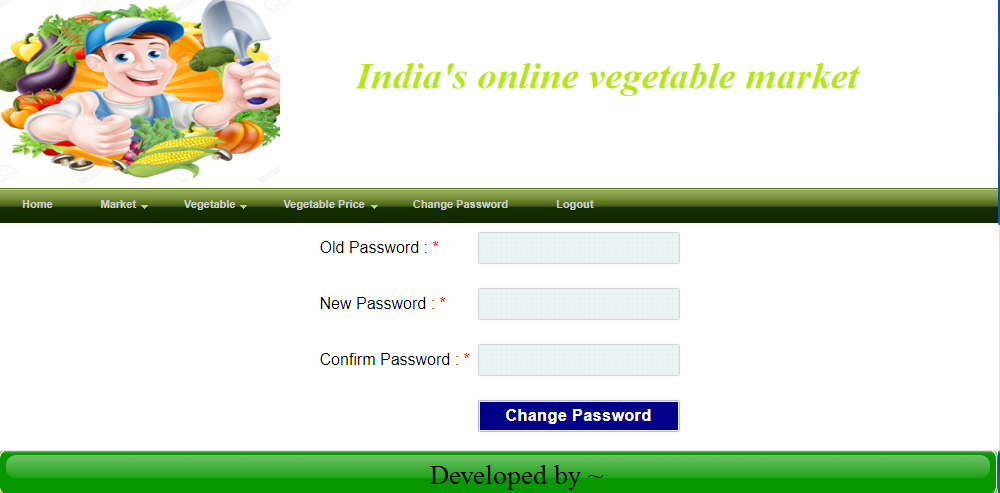 India's online vegetable market
Home Market Vegetable Vegetable Price Change Password Logout
Old Password : *
New Password : *
Confirm Password : *
Change Password
Developed by ~